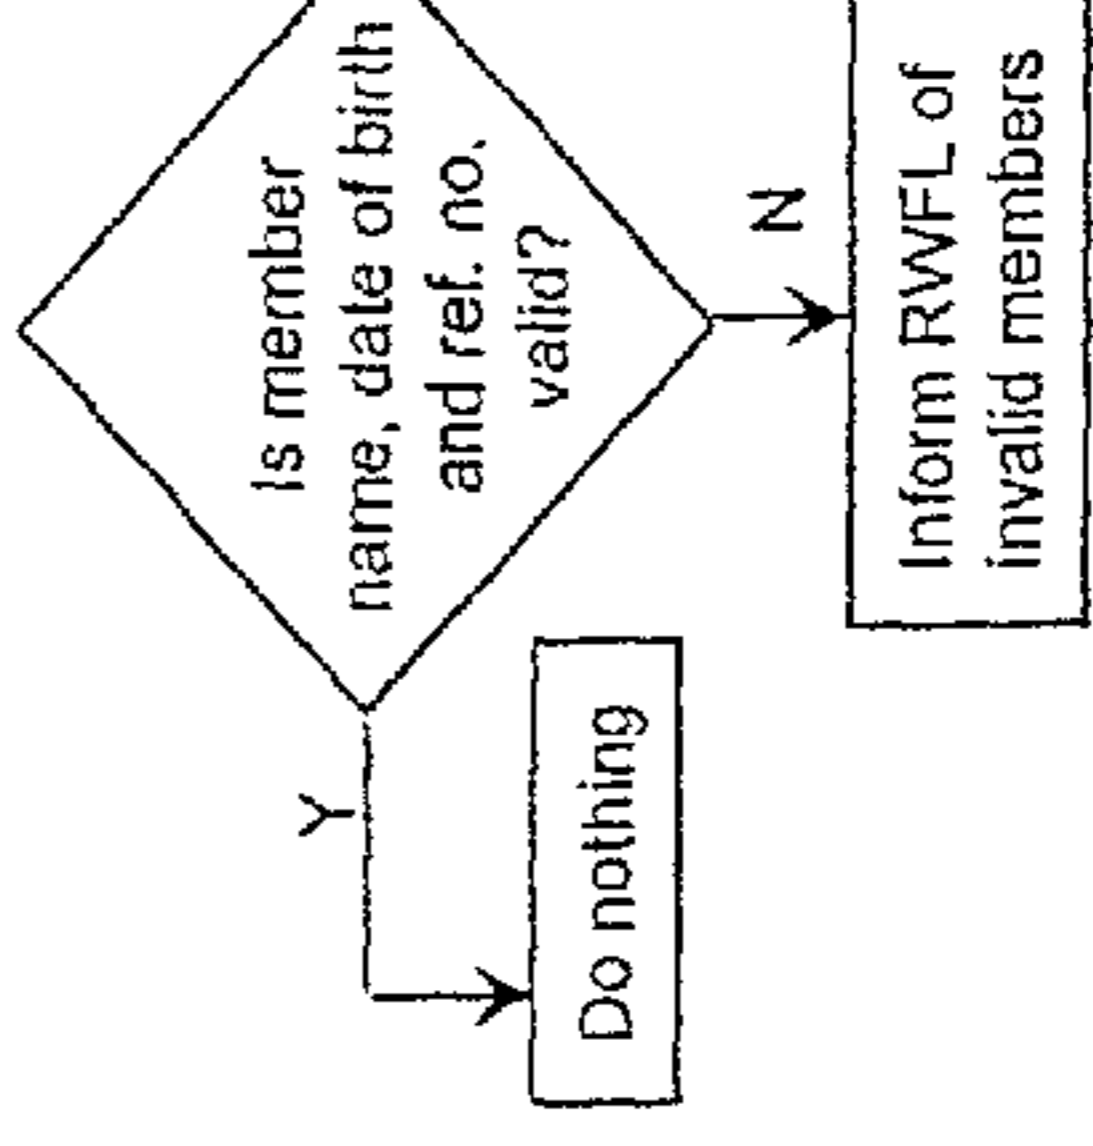 Is member
name, date of birth
and ref. no.
valid?
Y
N
Do nothing
Inform RWFL of
invalid members